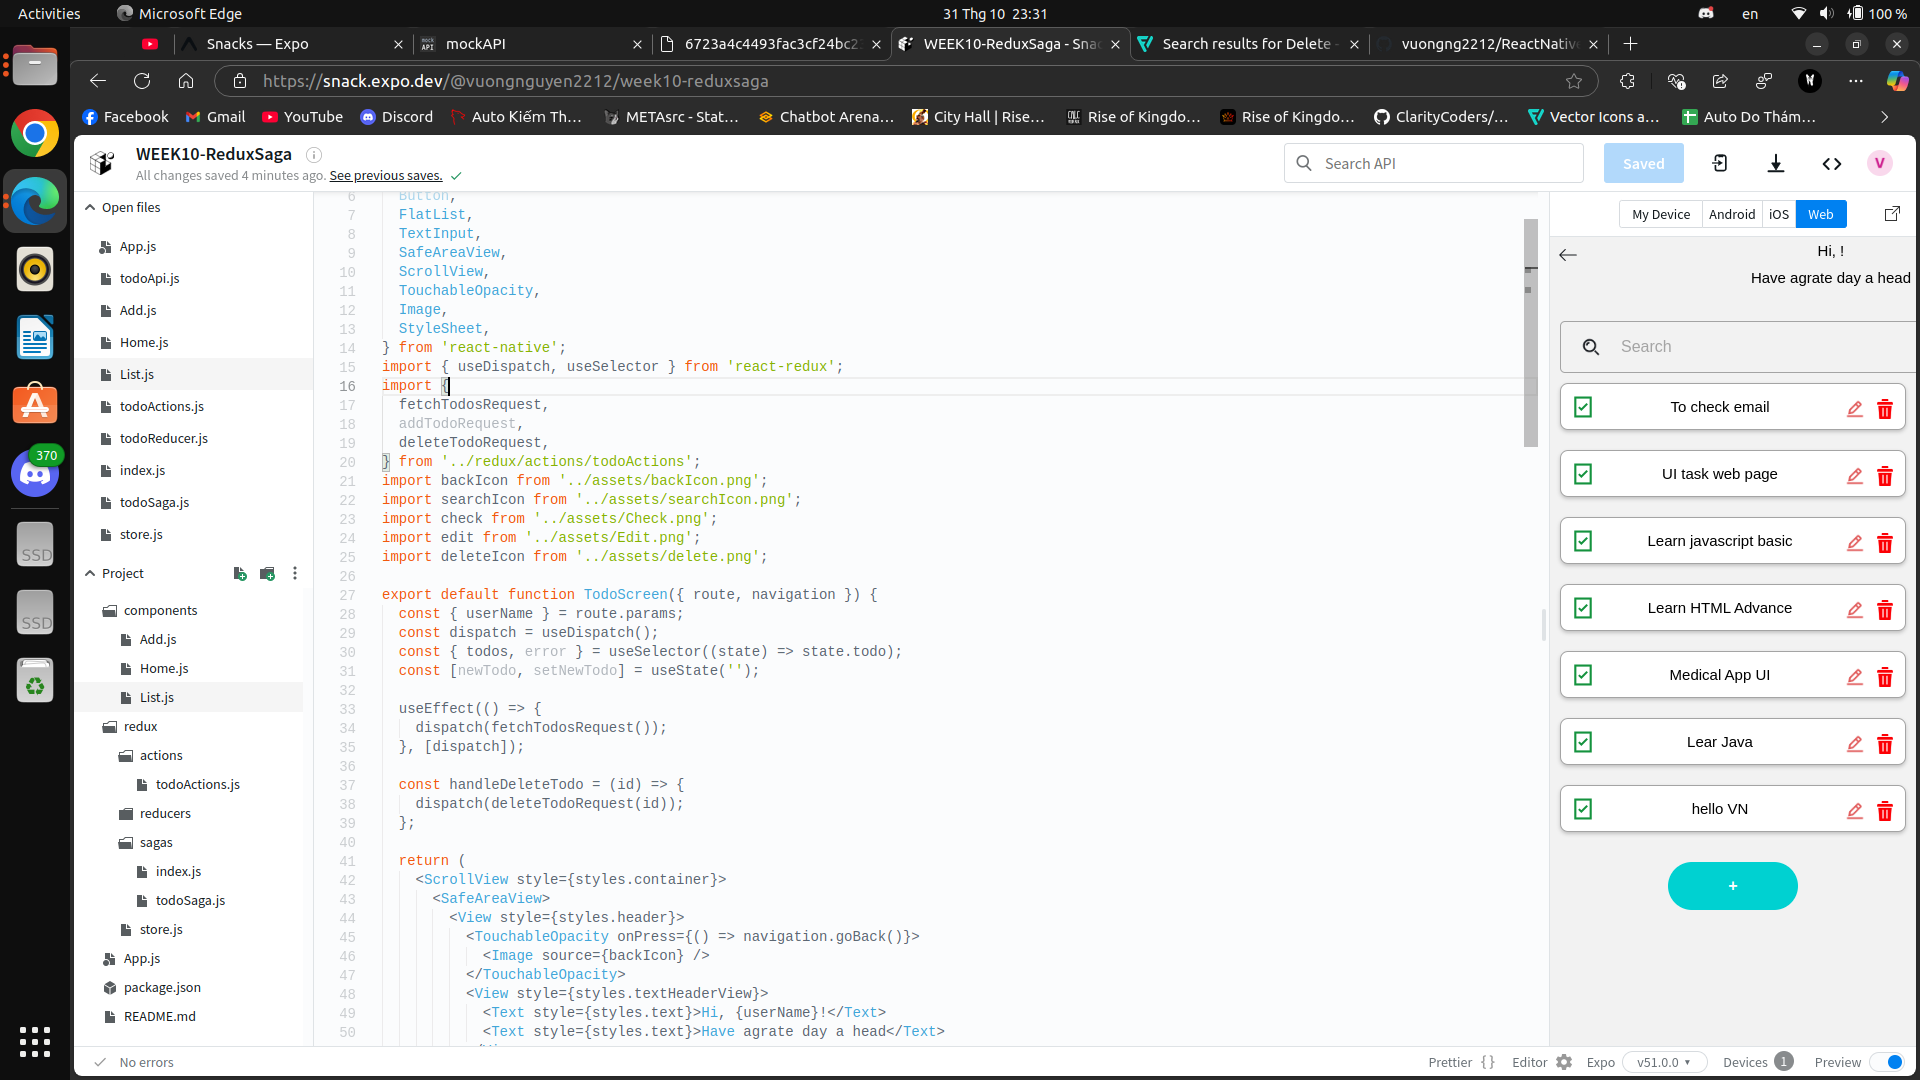 Activities
Microsoft Edge
31 Thg 10 23:31
en
100 %
Snacks — Expo
mockAPI
6723a4c4493fac3cf24bc2
WEEK10-ReduxSaga - Sna
Search results for Delete -
vuongng2212/ReactNative
https://snack.expo.dev/@vuongnguyen2212/week10-reduxsaga
Facebook
Gmail
YouTube
Discord
Auto Kiếm Th...
METAsrc - Stat...
Chatbot Arena...
City Hall | Rise...
Rise of Kingdo...
Rise of Kingdo...
ClarityCoders/...
Vector Icons a...
Auto Do Thám...
WEEK10-ReduxSaga
All changes saved 4 minutes ago. See previous saves.
Search API
Saved
V
370
SSD
SSD
Open files
App.js
todoApi.js
Add.js
Home.js
List.js
todoActions.js
todoReducer.js
index.js
todoSaga.js
store.js
Project
components
Add.js
Home.js
List.js
redux
actions
todoActions.js
reducers
sagas
index.js
todoSaga.js
store.js
App.js
package.json
README.md
6 Button,
7 FlatList,
8 TextInput,
9 SafeAreaView,
10 ScrollView,
11 TouchableOpacity,
12 Image,
13 StyleSheet,
14 } from 'react-native';
15 import { useDispatch, useSelector } from 'react-redux';
16 import {
17 fetchTodosRequest,
18 addTodoRequest,
19 deleteTodoRequest,
20 } from '../redux/actions/todoActions';
21 import backIcon from '../assets/backIcon.png';
22 import searchIcon from '../assets/searchIcon.png';
23 import check from '../assets/Check.png';
24 import edit from '../assets/Edit.png';
25 import deleteIcon from '../assets/delete.png';
26
27 export default function TodoScreen({ route, navigation }) {
28 const { userName } = route.params;
29 const dispatch = useDispatch();
30 const { todos, error } = useSelector((state) => state.todo);
31 const [newTodo, setNewTodo] = useState('');
32
33 useEffect(() => {
34 dispatch(fetchTodosRequest());
35 }, [dispatch]);
36
37 const handleDeleteTodo = (id) => {
38 dispatch(deleteTodoRequest(id));
39 };
40
41 return (
42 <ScrollView style={styles.container}>
43 <SafeAreaView>
44 <View style={styles.header}>
45 <TouchableOpacity onPress={() => navigation.goBack()}>
46 <Image source={backIcon} />
47 </TouchableOpacity>
48 <View style={styles.textHeaderView}>
49 <Text style={styles.text}>Hi, {userName}!</Text>
50 <Text style={styles.text}>Have agrate day a head</Text>
My Device
Android
iOS
Web
Hi, !
Have agrate day a head
Search
To check email
UI task web page
Learn javascript basic
Learn HTML Advance
Medical App UI
Lear Java
hello VN
+
No errors
Prettier { }
Editor
Expo
v51.0.0
Devices 1
Preview